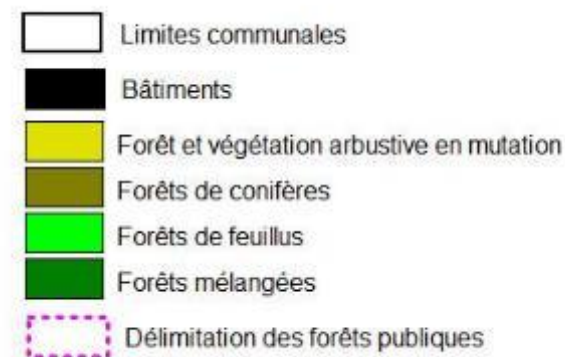 Limites communales
Bâtiments
Forêt et végétation arbustive en mutation
Forêts de conifères
Forêts de feuillus
Forêts mélangées
Délimitation des forêts publiques